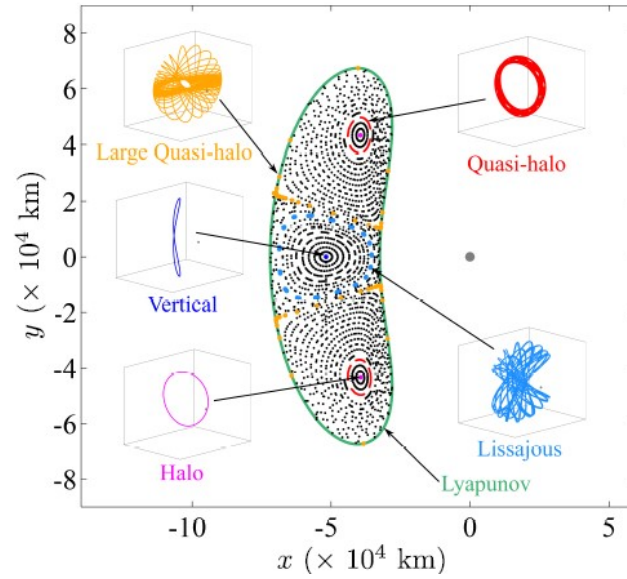 8
6
4
2
0
-2
-4
-6
-8
y (× 10⁴ km)
Large Quasi-halo
Quasi-halo
Vertical
Halo
Lissajous
Lyapunov
-10
-5
0
5
x (× 10⁴ km)